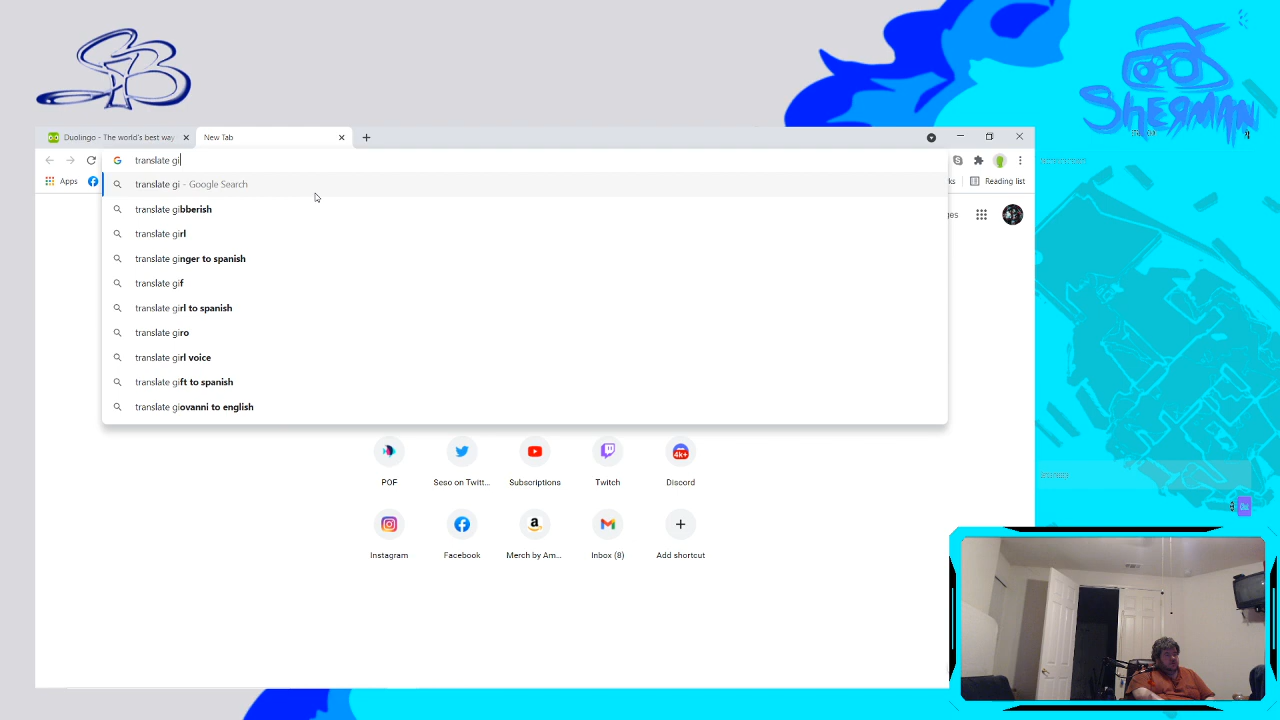 SHERMAN
Duolingo - The world's best way
New Tab
translate gi
Apps
Reading list
translate gi - Google Search
translate gibberish
translate girl
translate ginger to spanish
translate gif
translate girl to spanish
translate giro
translate girl voice
translate gift to spanish
translate giovanni to english
4k+
POF
Seso on Twitt...
Subscriptions
Twitch
Discord
Instagram
Facebook
Merch by Am...
Inbox (8)
Add shortcut